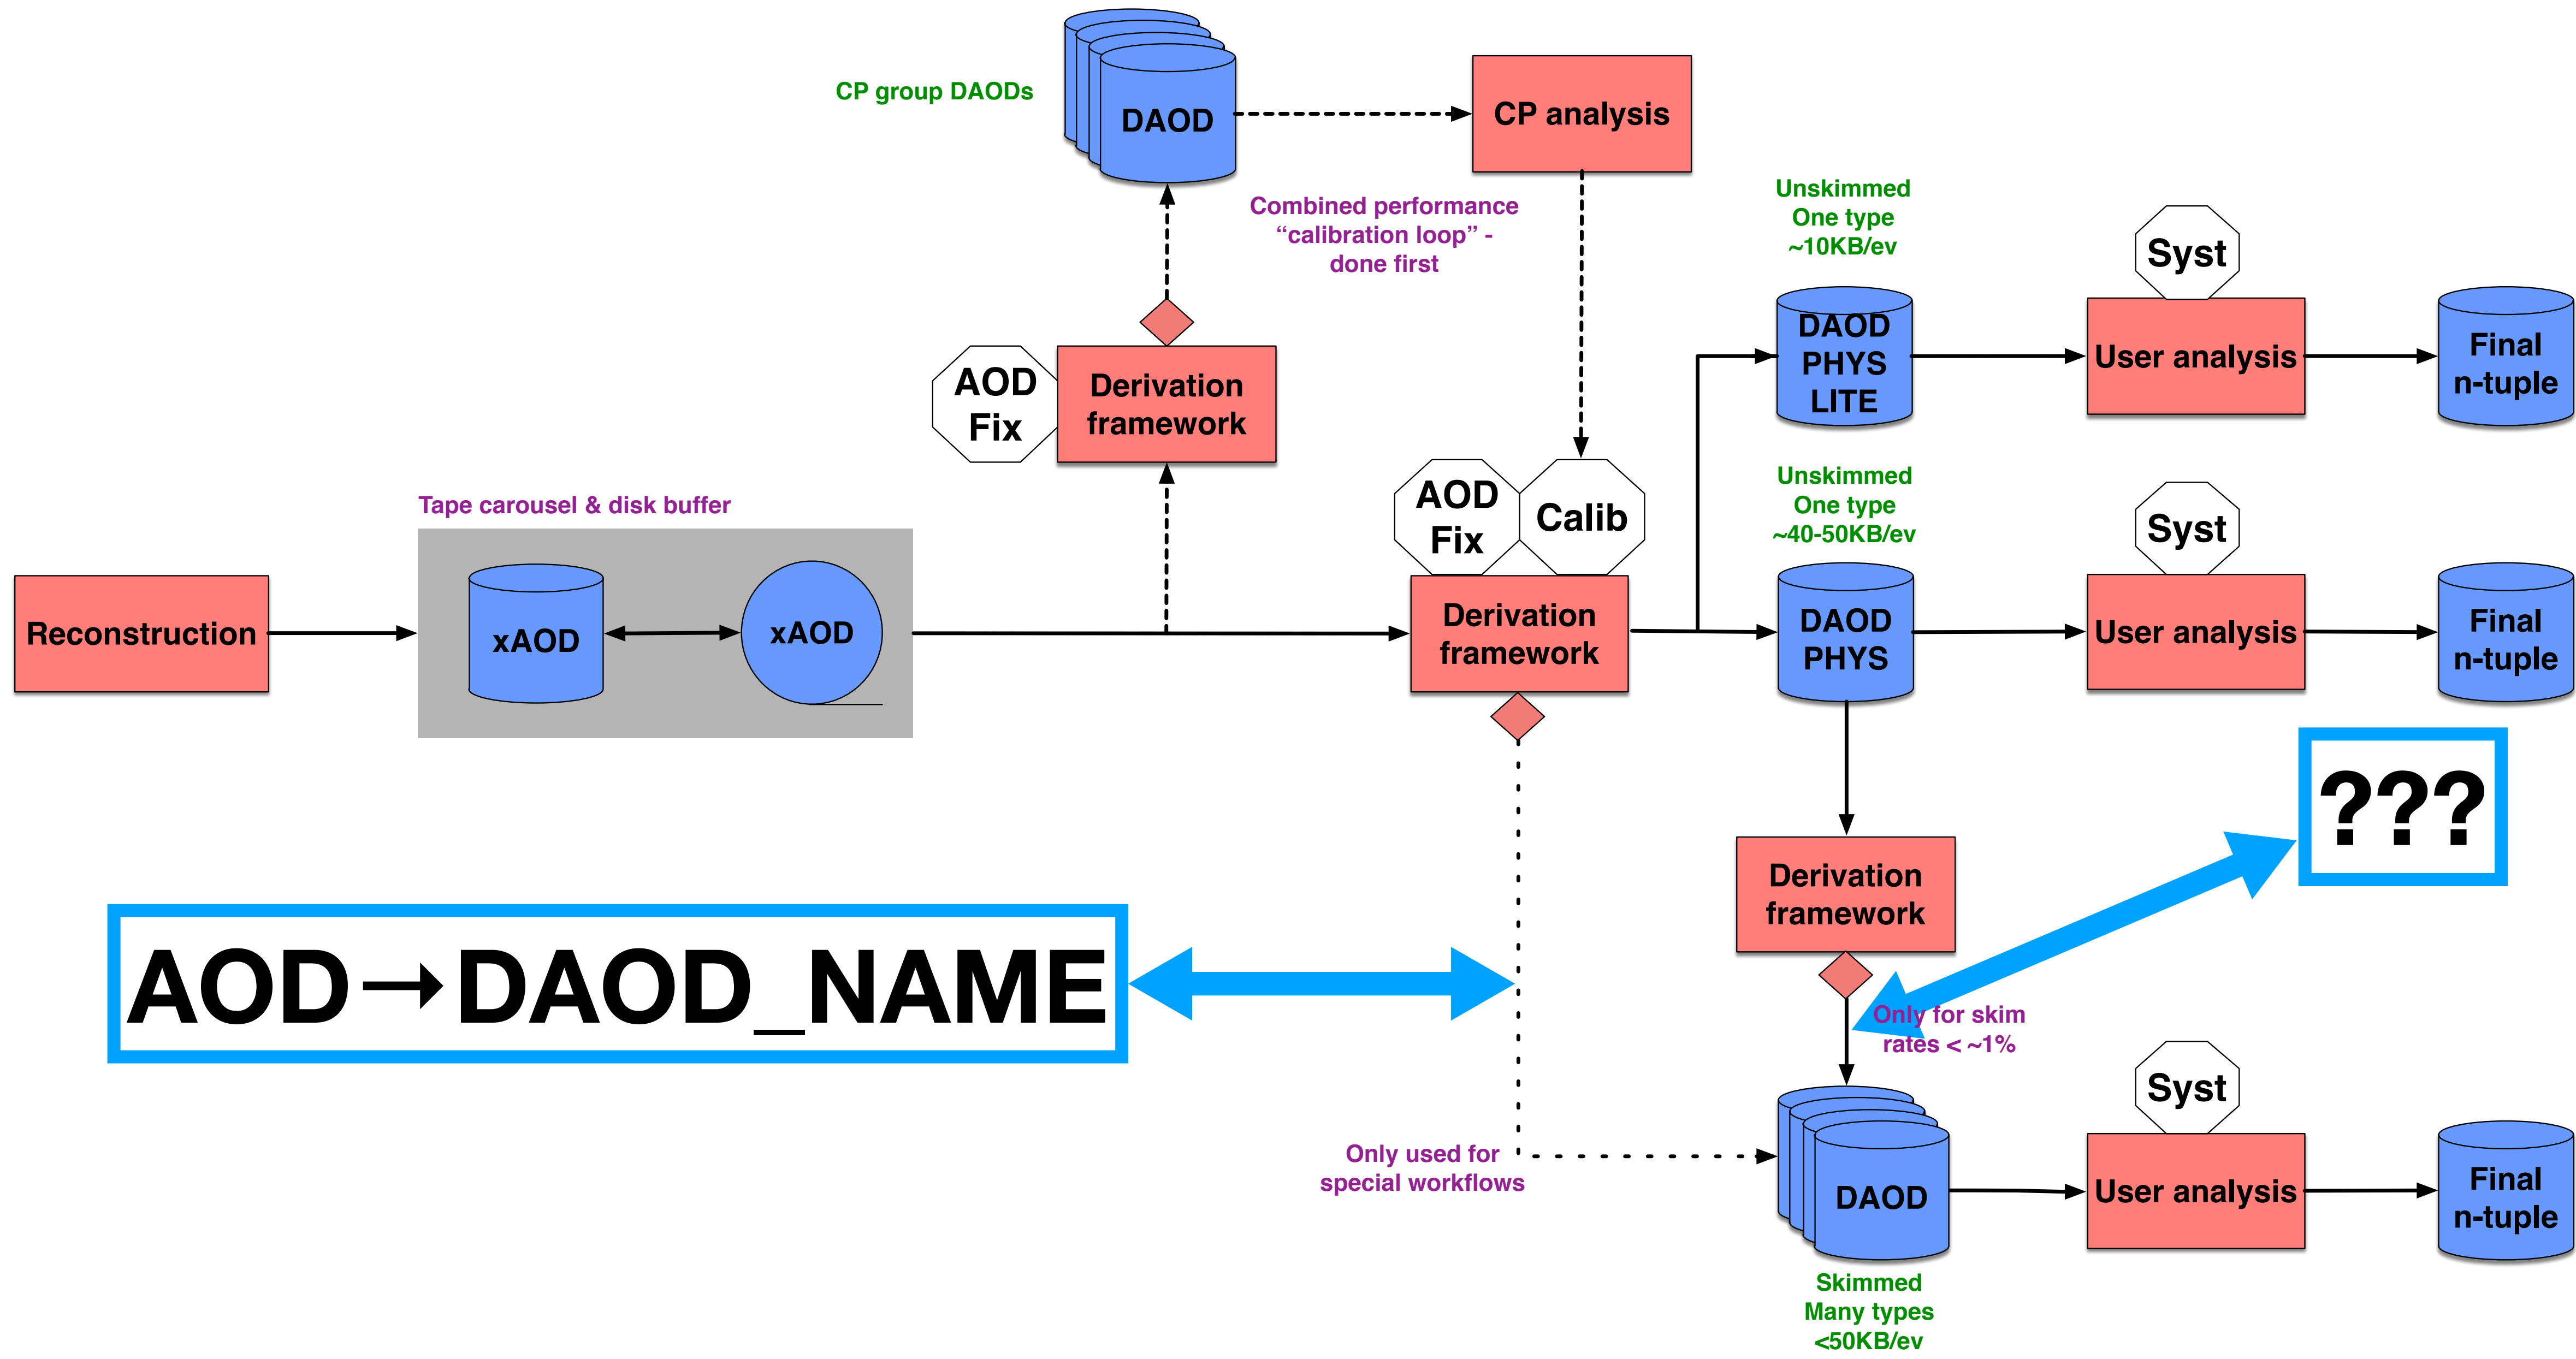 CP group DAODs
DAOD
CP analysis
Combined performance
“calibration loop” -
done first
AOD
Fix
Derivation
framework
Unskimmed
One type
~10KB/ev
DAOD
PHYS
LITE
Syst
User analysis
Final
n-tuple
Tape carousel & disk buffer
Reconstruction
xAOD
xAOD
AOD
Fix
Calib
Derivation
framework
Unskimmed
One type
~40-50KB/ev
DAOD
PHYS
Syst
User analysis
Final
n-tuple
???
Derivation
framework
AOD→DAOD_NAME
Only for skim
rates < ~1%
Only used for
special workflows
DAOD
Syst
User analysis
Final
n-tuple
Skimmed
Many types
<50KB/ev